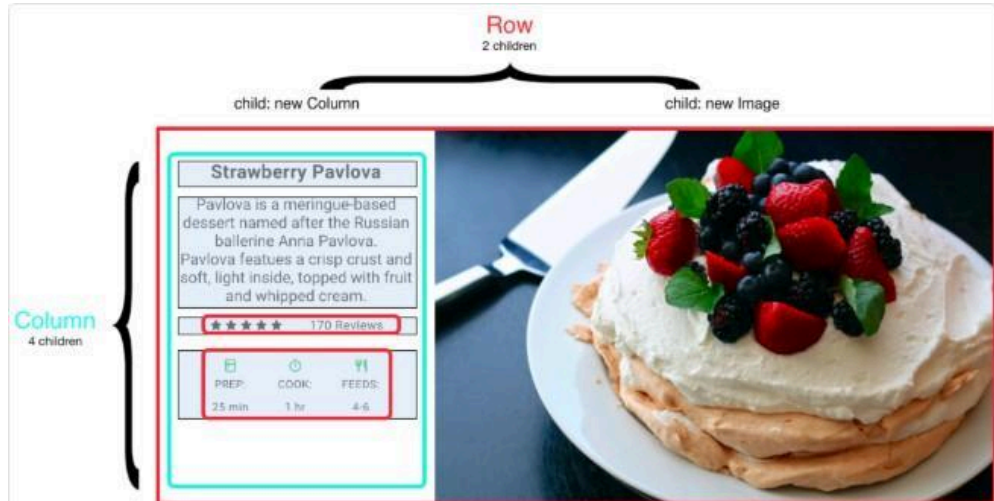 Row
2 children
child: new Column
child: new Image
Column
4 children
Strawberry Pavlova
Pavlova is a meringue-based
dessert named after the Russian
ballerine Anna Pavlova.
Pavlova featues a crisp crust and
soft, light inside, topped with fruit
and whipped cream.
170 Reviews
PREP: COOK: FEEDS:
25 min 1 hr 4-6